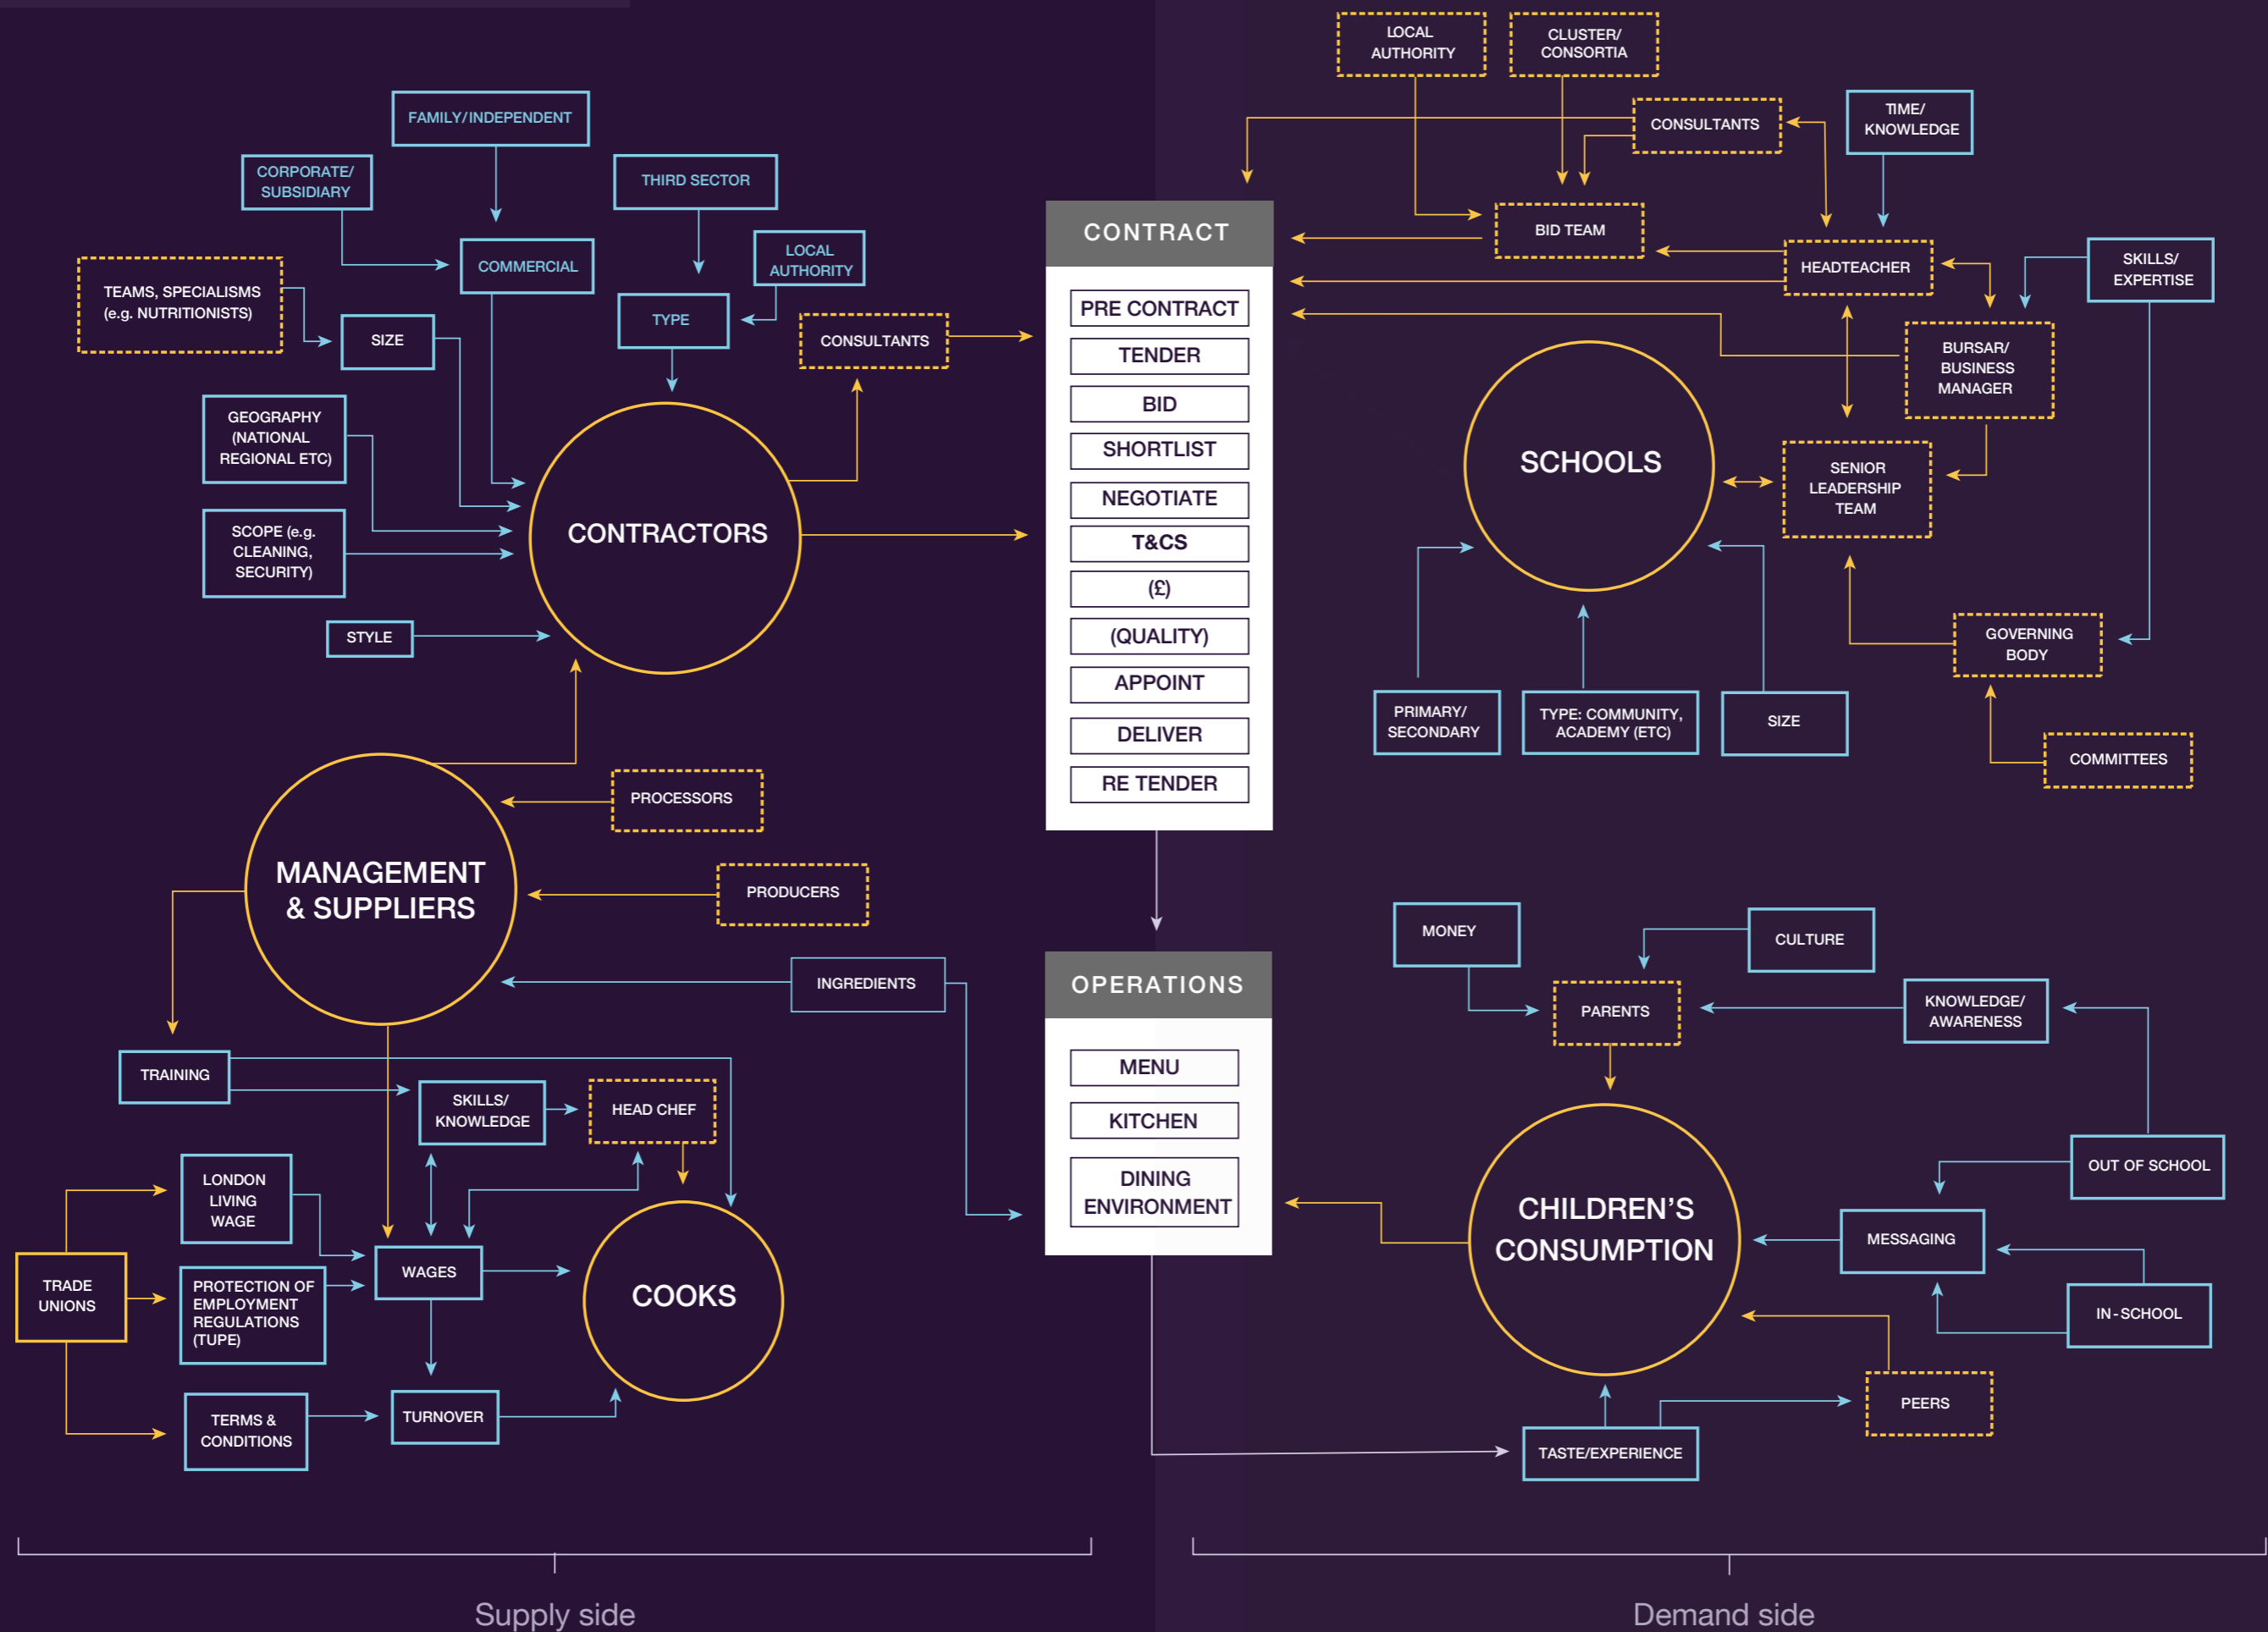 FAMILY/INDEPENDENT
CORPORATE/
SUBSIDIARY
THIRD SECTOR
COMMERCIAL
LOCAL
AUTHORITY
TEAMS, SPECIALISMS
(e.g. NUTRITIONISTS)
SIZE
TYPE
CONSULTANTS
GEOGRAPHY
(NATIONAL
REGIONAL ETC)
SCOPE (e.g.
CLEANING,
SECURITY)
STYLE
CONTRACTORS
MANAGEMENT
& SUPPLIERS
PROCESSORS
PRODUCERS
INGREDIENTS
TRAINING
SKILLS/
KNOWLEDGE
HEAD CHEF
LONDON
LIVING
WAGE
TRADE
UNIONS
PROTECTION OF
EMPLOYMENT
REGULATIONS
(TUPE)
WAGES
COOKS
TERMS &
CONDITIONS
TURNOVER
CONTRACT
PRE CONTRACT
TENDER
BID
SHORTLIST
NEGOTIATE
T&CS
(£)
(QUALITY)
APPOINT
DELIVER
RE TENDER
OPERATIONS
MENU
KITCHEN
DINING
ENVIRONMENT
LOCAL
AUTHORITY
CLUSTER/
CONSORTIA
CONSULTANTS
TIME/
KNOWLEDGE
BID TEAM
HEADTEACHER
SKILLS/
EXPERTISE
BURSAR/
BUSINESS
MANAGER
SCHOOLS
SENIOR
LEADERSHIP
TEAM
GOVERNING
BODY
COMMITTEES
PRIMARY/
SECONDARY
TYPE: COMMUNITY,
ACADEMY (ETC)
SIZE
MONEY
CULTURE
PARENTS
KNOWLEDGE/
AWARENESS
OUT OF SCHOOL
CHILDREN'S
CONSUMPTION
MESSAGING
IN-SCHOOL
PEERS
TASTE/EXPERIENCE
Supply side
Demand side